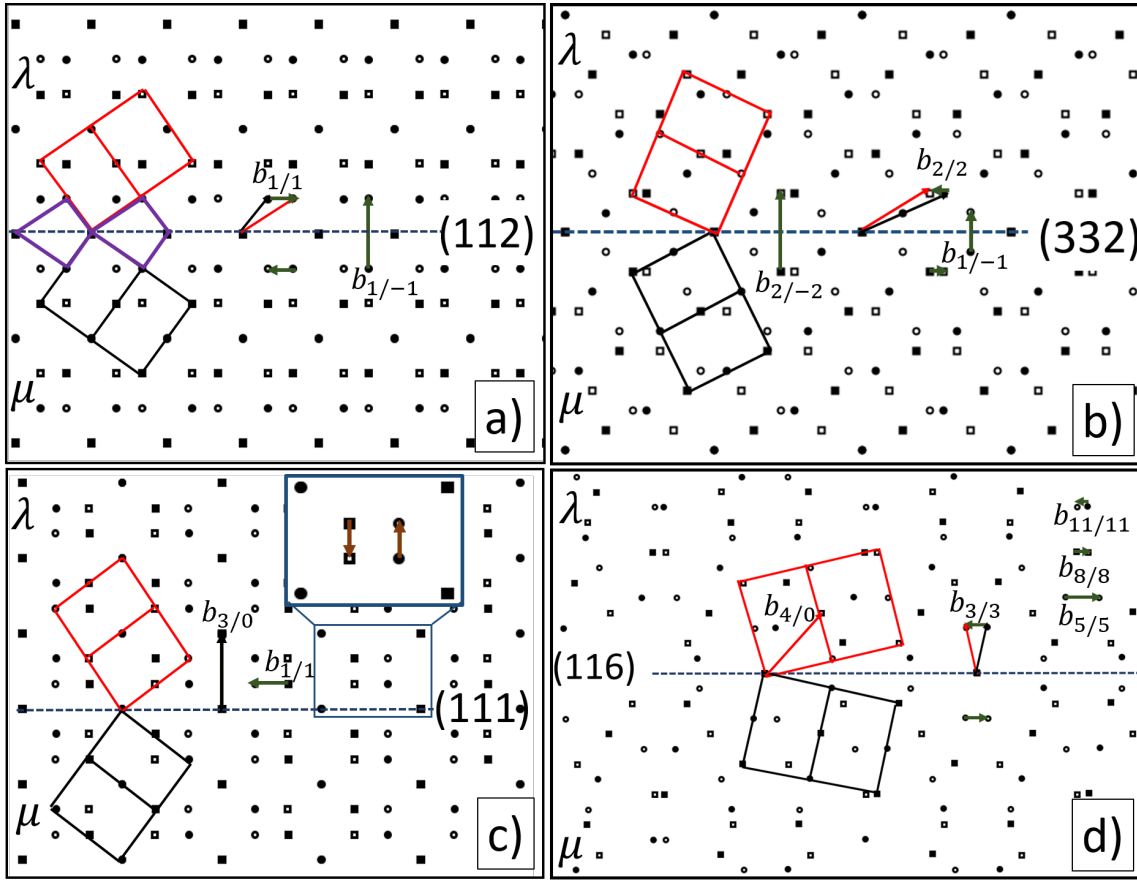 λ
b1/1
(112)
b1/−1
μ
a)
λ
b2/2
(332)
b1/−1
b2/−2
μ
b)
λ
b3/0
b1/1
(111)
μ
c)
λ
b11/11
b8/8
b4/0
b3/3
b5/5
(116)
μ
d)